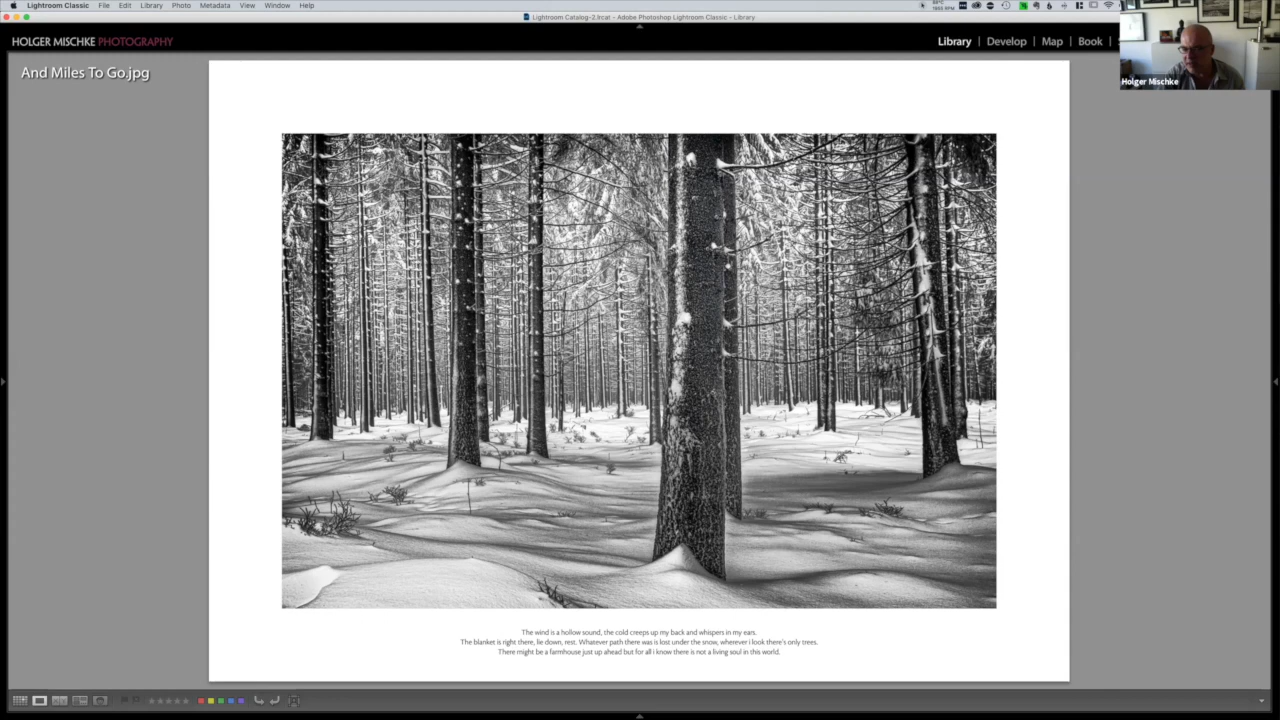 Lightroom Classic File Edit Library Photo Metadata View Window Help
Lightroom Catalog-2.lrcat - Adobe Photoshop Lightroom Classic - Library
HOLGER MISCHKE PHOTOGRAPHY
Library | Develop | Map | Book |
And Miles To Go.jpg
Holger Mischke
The wind is a hollow sound, the cold creeps up my back and whispers in my ears.
The blanket is right there, lie down, rest. Whatever path there was is lost under the snow, wherever i look there's only trees.
There might be a farmhouse just up ahead but for all i know there is not a living soul in this world.